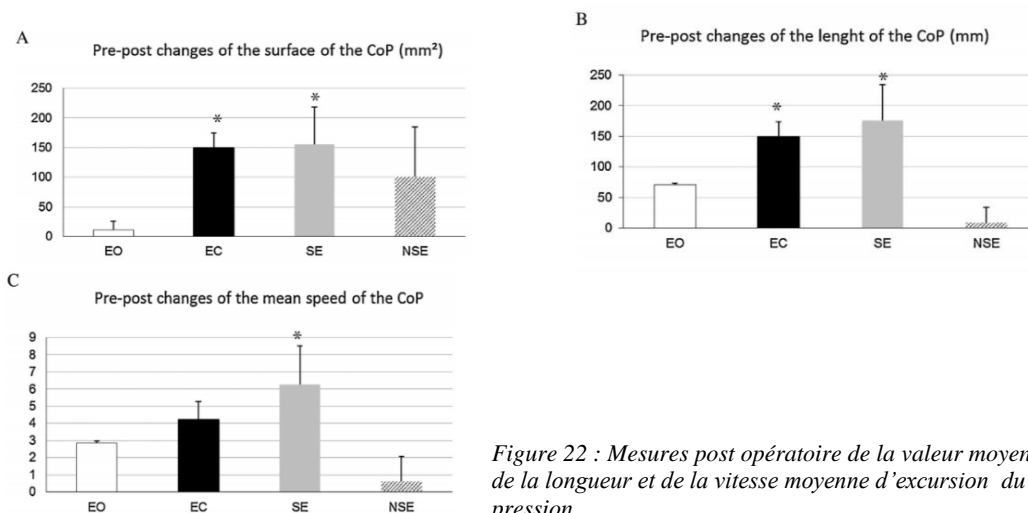 A
Pre-post changes of the surface of the CoP (mm²)
250
200
150
100
50
0
*
*
EO EC SE NSE
B
Pre-post changes of the lenght of the CoP (mm)
250
200
150
100
50
0
*
*
EO EC SE NSE
C
Pre-post changes of the mean speed of the CoP
9
8
7
6
5
4
3
2
1
0
*
EO EC SE NSE
Figure 22 : Mesures post opératoire de la valeur moyen
de la longueur et de la vitesse moyenne d’excursion du
pression